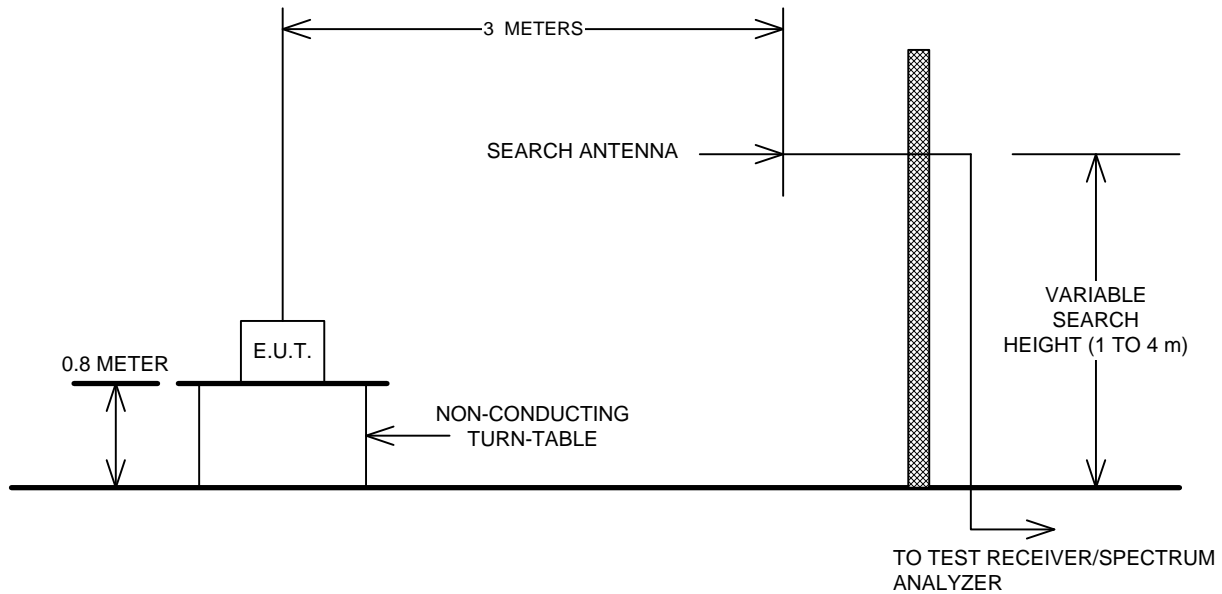 3 METERS
SEARCH ANTENNA
VARIABLE
SEARCH
HEIGHT (1 TO 4 m)
E.U.T.
0.8 METER
NON-CONDUCTING
TURN-TABLE
TO TEST RECEIVER/SPECTRUM
ANALYZER